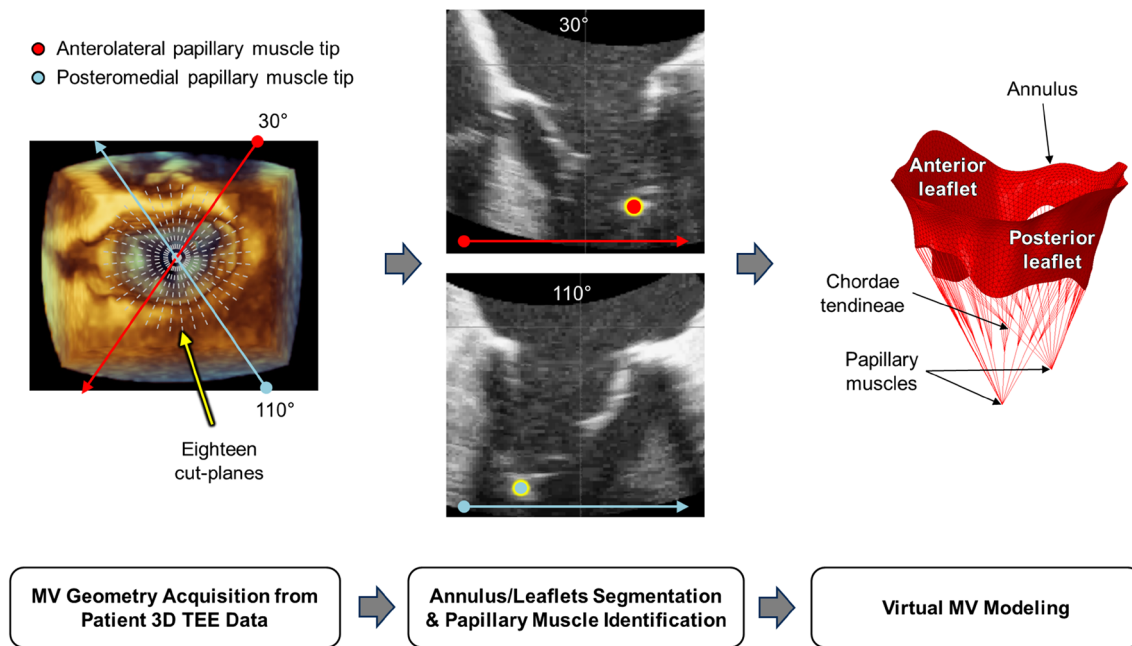 Anterolateral papillary muscle tip
Posteromedial papillary muscle tip
30°
110°
Eighteen
cut-planes
30°
110°
Annulus
Anterior
leaflet
Posterior
leaflet
Chordae
tendineae
Papillary
muscles
MV Geometry Acquisition from
Patient 3D TEE Data
Annulus/Leaflets Segmentation
& Papillary Muscle Identification
Virtual MV Modeling